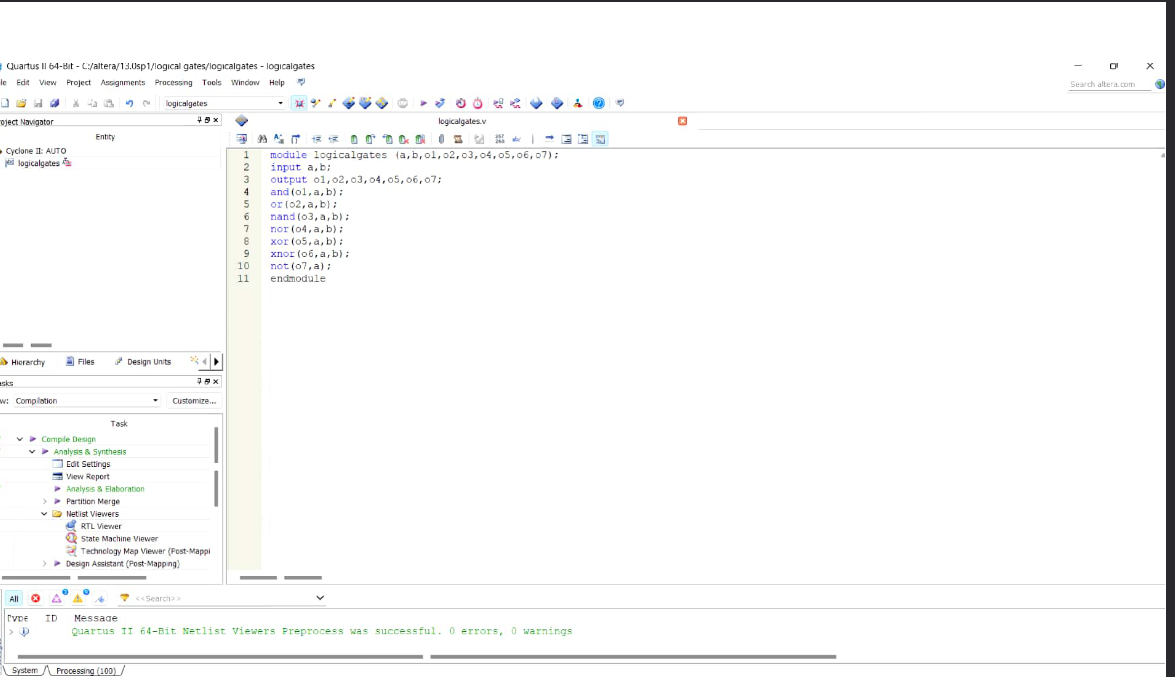 Quartus II 64-Bit - C:/altera/13.0sp1/logical gates/logicalgates - logicalgates
le Edit View Project Assignments Processing Tools Window Help
Search altera.com
logicalgates
oject Navigator
logicalgates.v
Entity
Cyclone II: AUTO
logicalgates
1 module logicalgates (a,b,o1,o2,o3,o4,o5,o6,o7);
2 input a,b;
3 output o1,o2,o3,o4,o5,o6,o7;
4 and(o1,a,b);
5 or(o2,a,b);
6 nand(o3,a,b);
7 nor(o4,a,b);
8 xor(o5,a,b);
9 xnor(o6,a,b);
10 not(o7,a);
11 endmodule
Hierarchy Files Design Units
asks
w: Compilation Customize...
Task
Compile Design
Analysis & Synthesis
Edit Settings
View Report
Analysis & Elaboration
Partition Merge
Netlist Viewers
RTL Viewer
State Machine Viewer
Technology Map Viewer (Post-Mappi
Design Assistant (Post-Mapping)
All <<Search>>
Type ID Message
Quartus II 64-Bit Netlist Viewers Preprocess was successful. 0 errors, 0 warnings
System Processing (100)